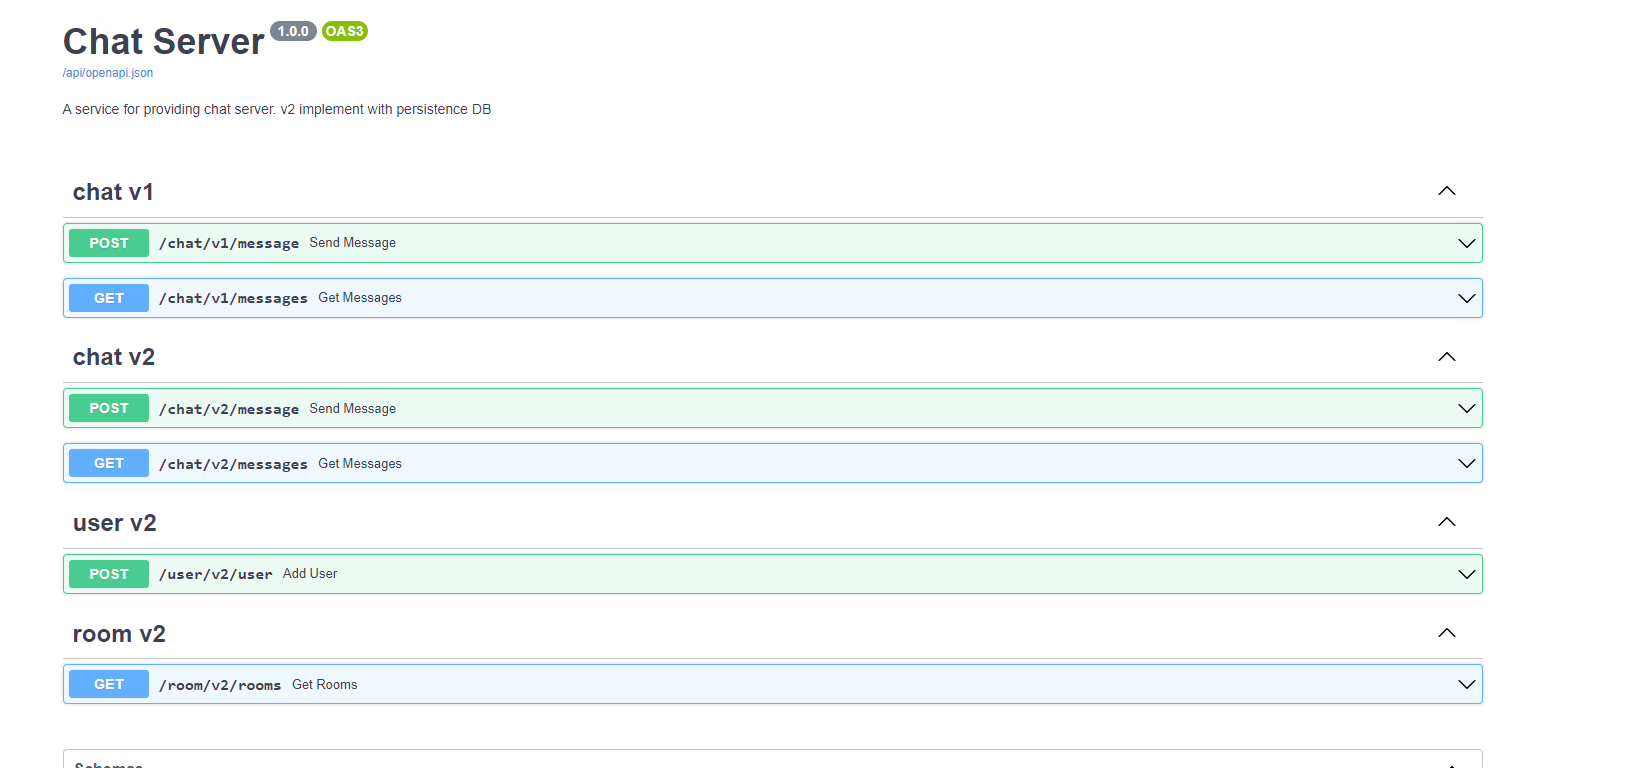 Chat Server 1.0.0 OAS3
/api/openapi.json
A service for providing chat server. v2 implement with persistence DB
chat v1
POST /chat/v1/message Send Message
GET /chat/v1/messages Get Messages
chat v2
POST /chat/v2/message Send Message
GET /chat/v2/messages Get Messages
user v2
POST /user/v2/user Add User
room v2
GET /room/v2/rooms Get Rooms
Schemas